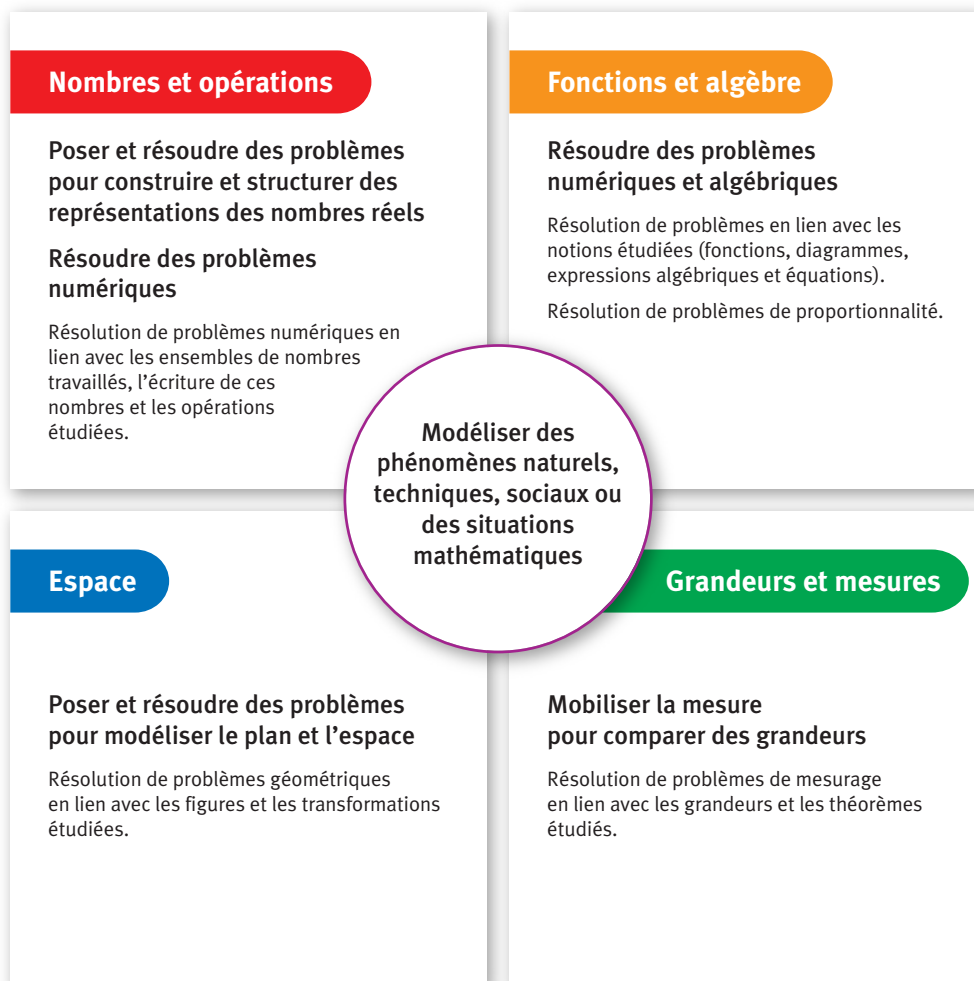 Nombres et opérations
Poser et résoudre des problèmes
pour construire et structurer des
représentations des nombres réels
Résoudre des problèmes
numériques
Résolution de problèmes numériques en
lien avec les ensembles de nombres
travaillés, l’écriture de ces
nombres et les opérations
étudiées.
Fonctions et algèbre
Résoudre des problèmes
numériques et algébriques
Résolution de problèmes en lien avec les
notions étudiées (fonctions, diagrammes,
expressions algébriques et équations).
Résolution de problèmes de proportionnalité.
Modéliser des
phénomènes naturels,
techniques, sociaux ou
des situations
mathématiques
Espace
Poser et résoudre des problèmes
pour modéliser le plan et l’espace
Résolution de problèmes géométriques
en lien avec les figures et les transformations
étudiées.
Grandeurs et mesures
Mobiliser la mesure
pour comparer des grandeurs
Résolution de problèmes de mesurage
en lien avec les grandeurs et les théorèmes
étudiés.